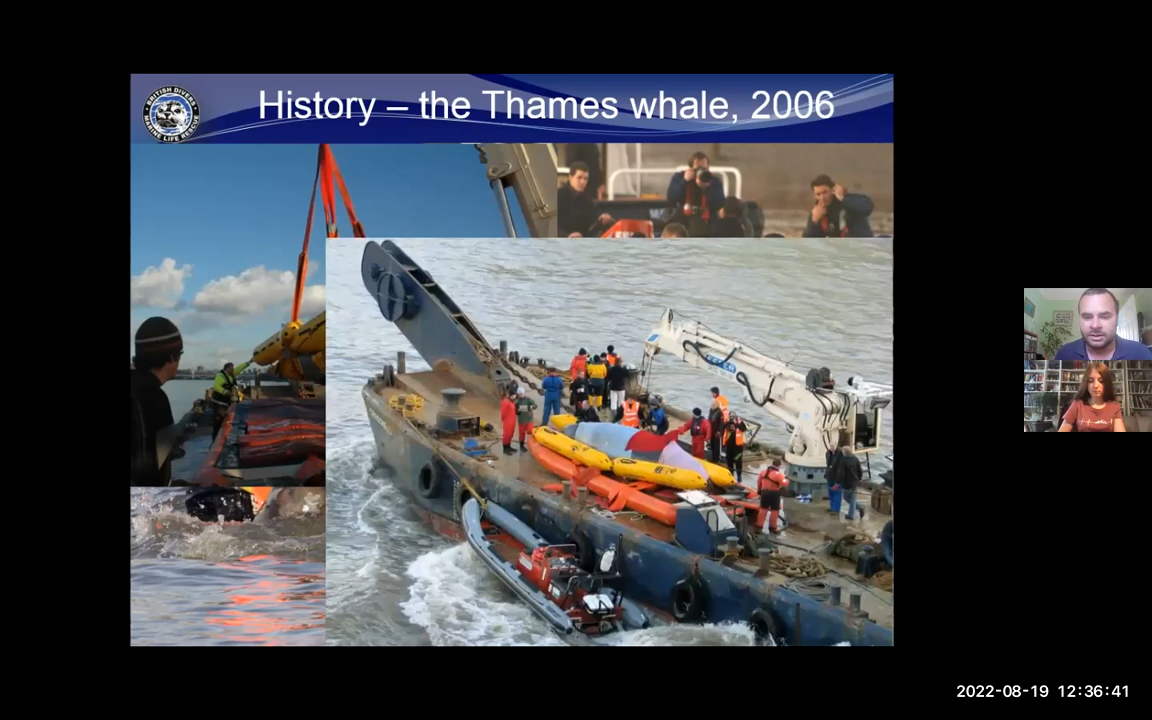 History – the Thames whale, 2006
BRITISH DIVERS
MARINE LIFE RESCUE
2022-08-19 12:36:41